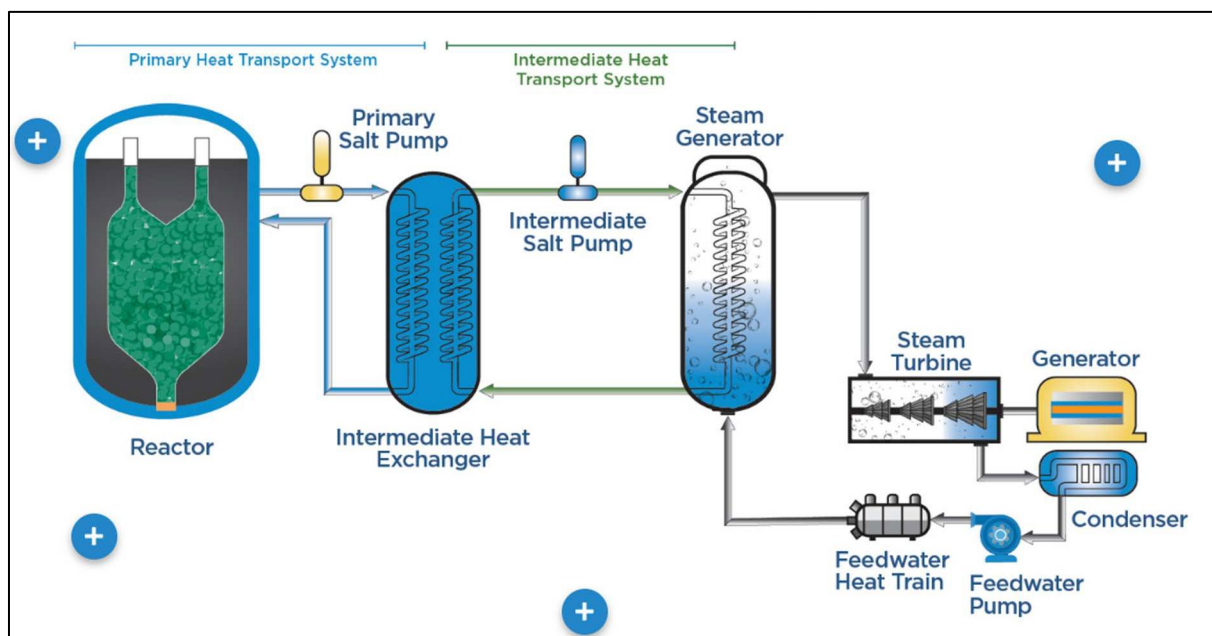 Primary Heat Transport System
Intermediate Heat
Transport System
Primary
Salt Pump
Steam
Generator
Intermediate
Salt Pump
Steam
Turbine
Generator
Reactor
Intermediate Heat
Exchanger
Condenser
Feedwater
Heat Train
Feedwater
Pump